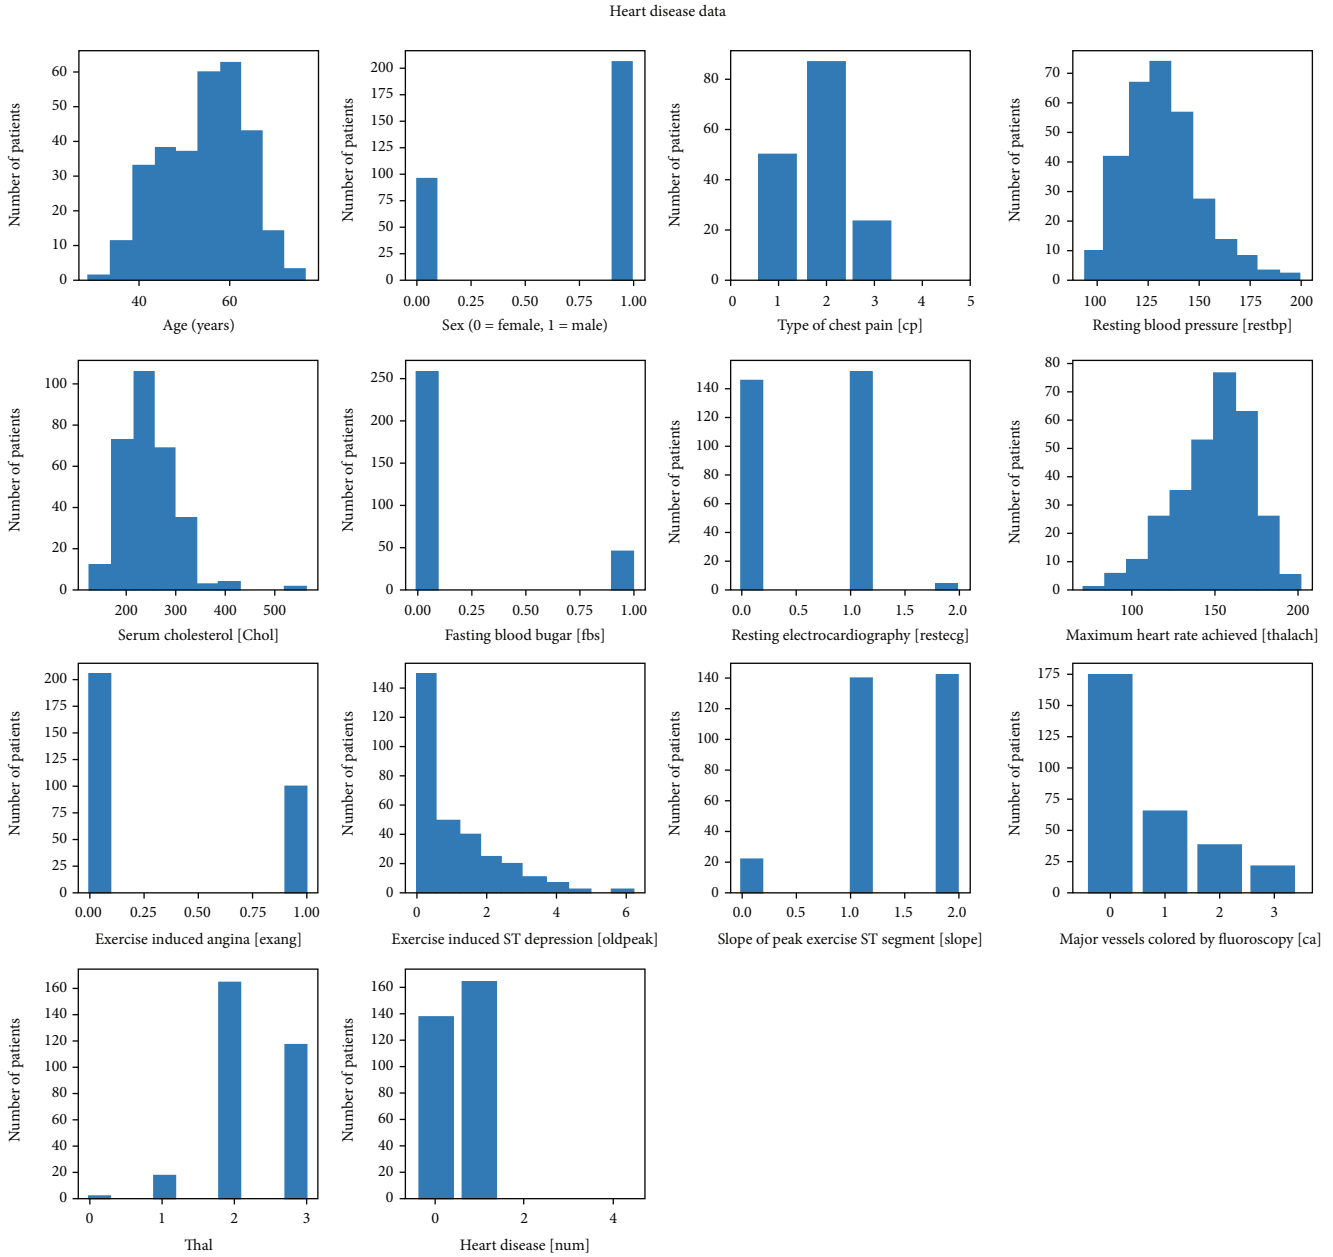 Heart disease data
Number of patients
60
50
40
30
20
10
0
40 60
Age (years)
Number of patients
200
175
150
125
100
75
50
25
0
0.00 0.25 0.50 0.75 1.00
Sex (0 = female, 1 = male)
Number of patients
80
60
40
20
0
0 1 2 3 4 5
Type of chest pain [cp]
Number of patients
70
60
50
40
30
20
10
0
100 125 150 175 200
Resting blood pressure [restbp]
Number of patients
100
80
60
40
20
0
200 300 400 500
Serum cholesterol [Chol]
Number of patients
250
200
150
100
50
0
0.00 0.25 0.50 0.75 1.00
Fasting blood bugar [fbs]
Number of patients
140
120
100
80
60
40
20
0
0.0 0.5 1.0 1.5 2.0
Resting electrocardiography [restecg]
Number of patients
80
70
60
50
40
30
20
10
0
100 150 200
Maximum heart rate achieved [thalach]
Number of patients
200
175
150
125
100
75
50
25
0
0.00 0.25 0.50 0.75 1.00
Exercise induced angina [exang]
Number of patients
140
120
100
80
60
40
20
0
0 2 4 6
Exercise induced ST depression [oldpeak]
Number of patients
140
120
100
80
60
40
20
0
0.0 0.5 1.0 1.5 2.0
Slope of peak exercise ST segment [slope]
Number of patients
175
150
125
100
75
50
25
0
0 1 2 3
Major vessels colored by fluoroscopy [ca]
Number of patients
160
140
120
100
80
60
40
20
0
0 1 2 3
Thal
Number of patients
160
140
120
100
80
60
40
20
0
0 2 4
Heart disease [num]